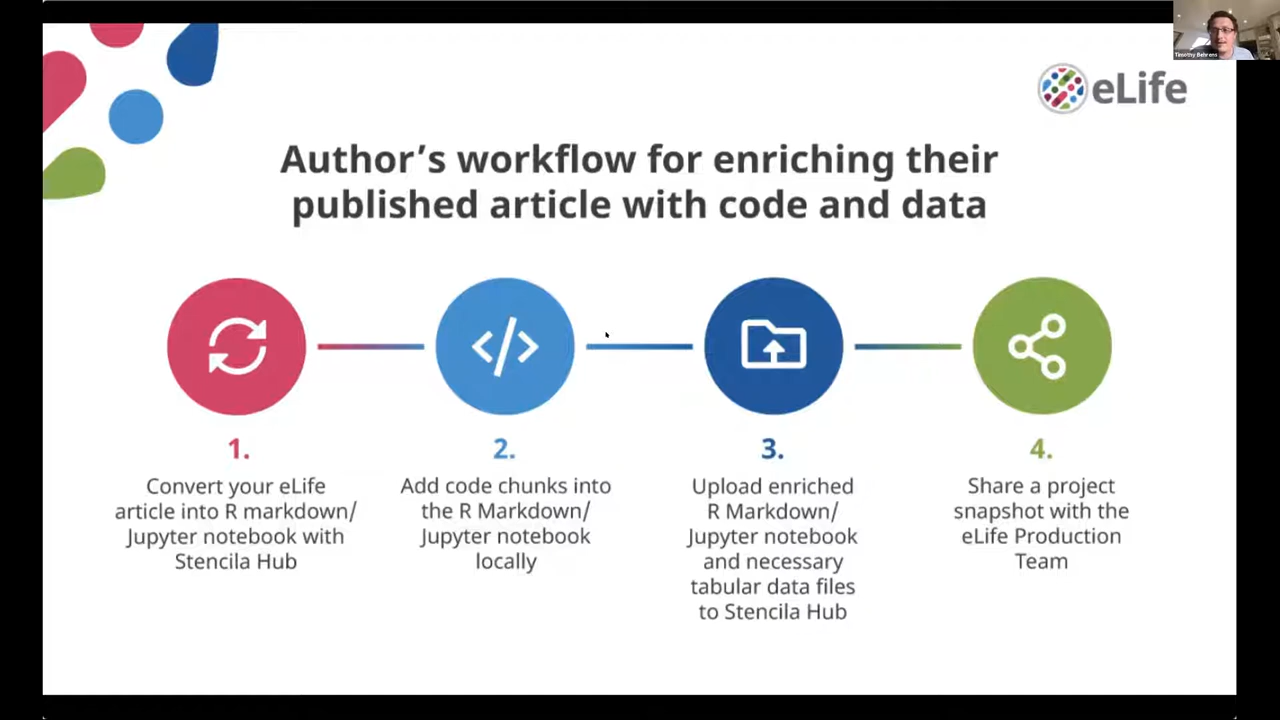 Timothy Behrens
eLife
Author's workflow for enriching their
published article with code and data
</>
1.
Convert your eLife
article into R markdown/
Jupyter notebook with
Stencila Hub
2.
Add code chunks into
the R Markdown/
Jupyter notebook
locally
3.
Upload enriched
R Markdown/
Jupyter notebook
and necessary
tabular data files
to Stencila Hub
4.
Share a project
snapshot with the
eLife Production
Team